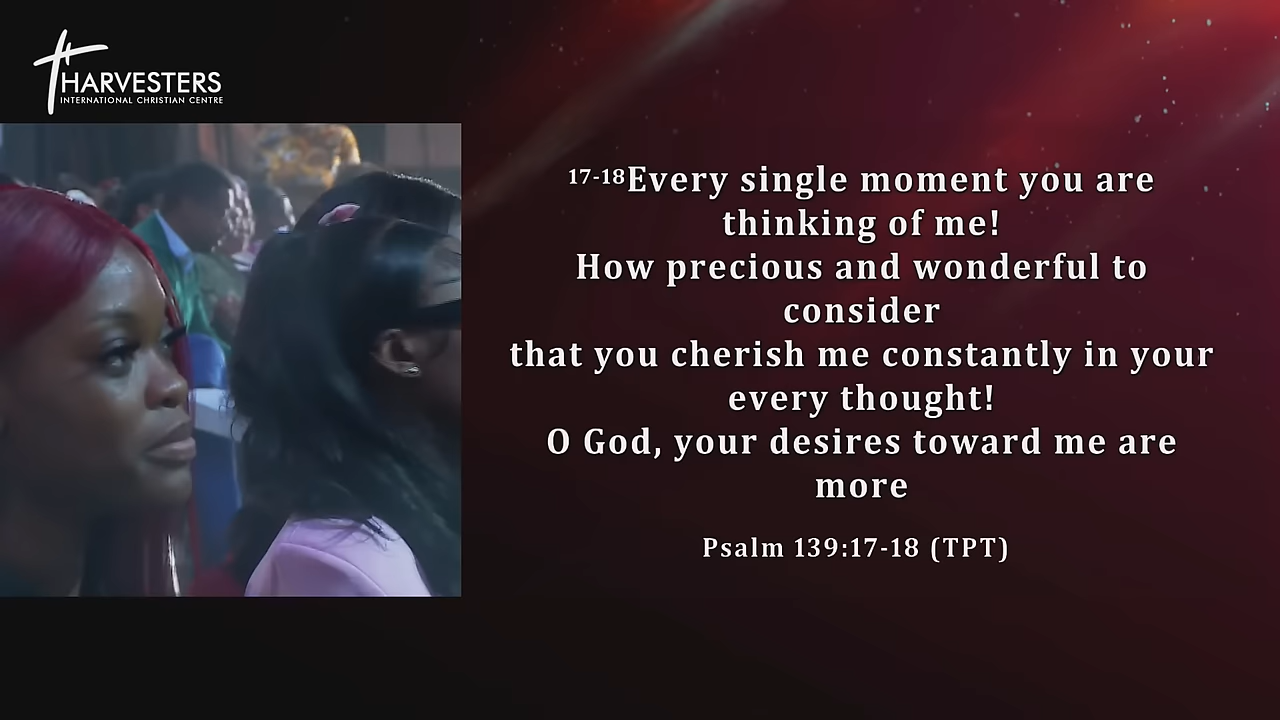 HARVESTERS
INTERNATIONAL CHRISTIAN CENTRE
17-18Every single moment you are
thinking of me!
How precious and wonderful to
consider
that you cherish me constantly in your
every thought!
O God, your desires toward me are
more
Psalm 139:17-18 (TPT)